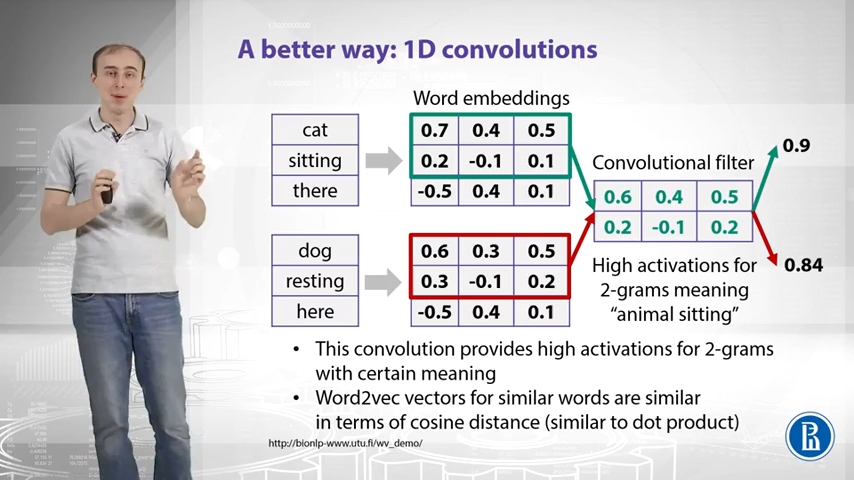 A better way: 1D convolutions
Word embeddings
cat
sitting
there
0.7 0.4 0.5
0.2 -0.1 0.1
-0.5 0.4 0.1
dog
resting
here
0.6 0.3 0.5
0.3 -0.1 0.2
-0.5 0.4 0.1
Convolutional filter
0.6 0.4 0.5
0.2 -0.1 0.2
0.9
0.84
High activations for
2-grams meaning
“animal sitting”
• This convolution provides high activations for 2-grams
with certain meaning
• Word2vec vectors for similar words are similar
in terms of cosine distance (similar to dot product)
http://bionlp-www.utu.fi/wv_demo/